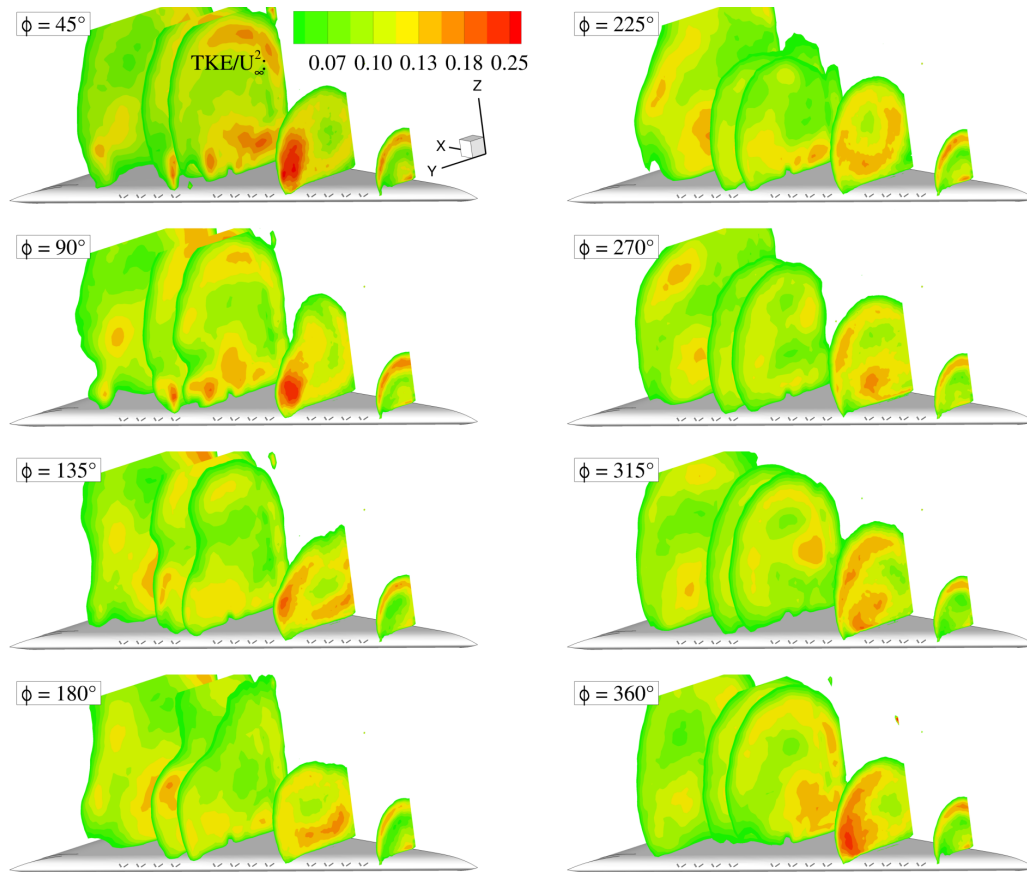 ϕ = 45°
TKE/U²∞:
0.07 0.10 0.13 0.18 0.25
Z
X
Y
ϕ = 225°
ϕ = 90°
ϕ = 270°
ϕ = 135°
ϕ = 315°
ϕ = 180°
ϕ = 360°